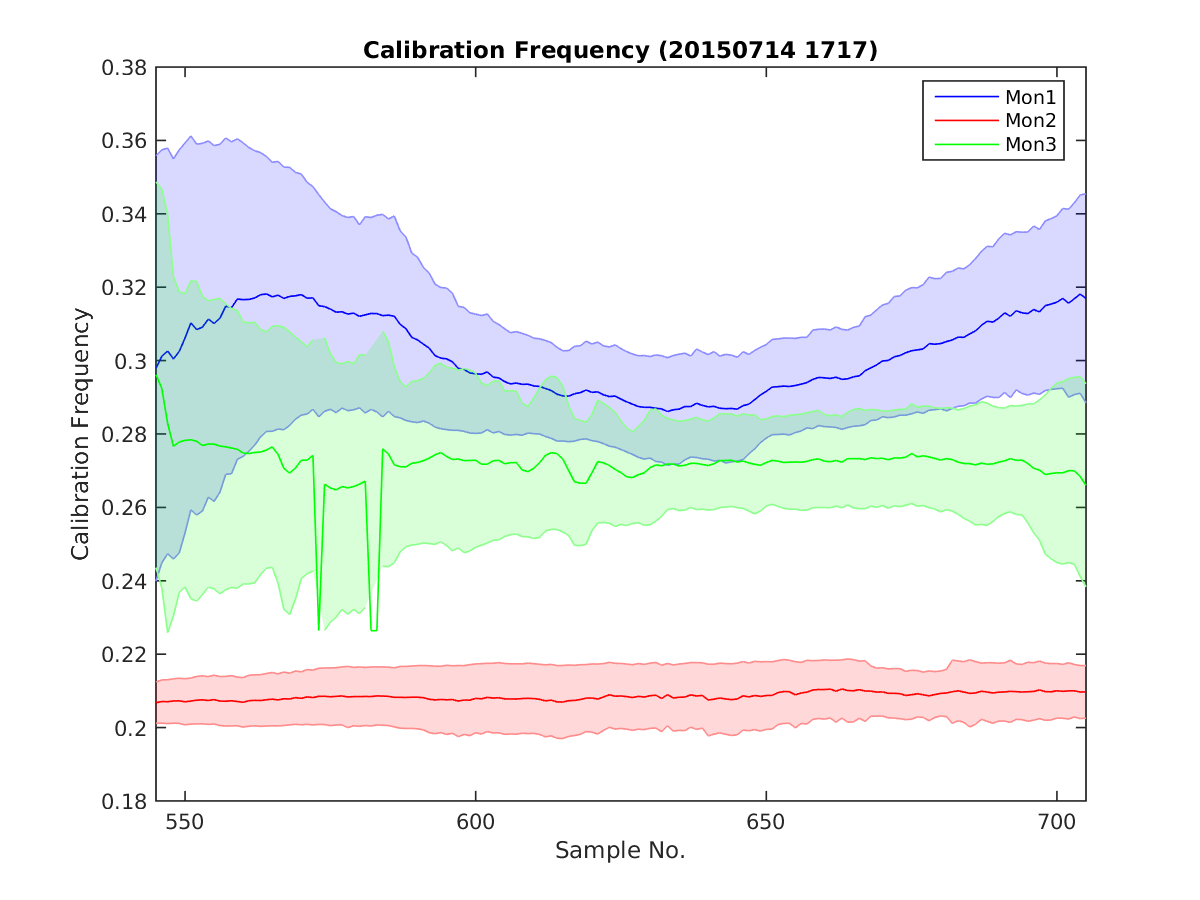 Calibration Frequency (20150714 1717)
0.38
0.36
0.34
0.32
0.3
0.28
0.26
0.24
0.22
0.2
0.18
Calibration Frequency
550
600
650
700
Sample No.
Mon1
Mon2
Mon3